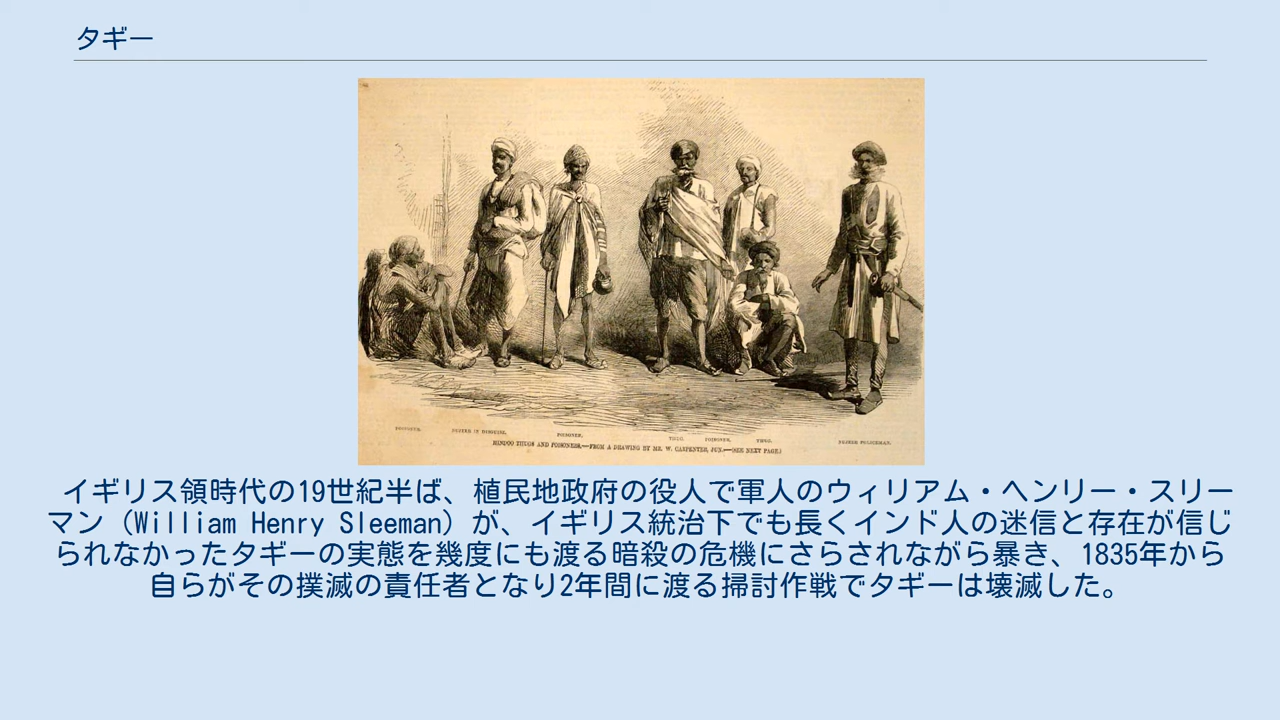 タギー
POISONER.
THUG.
POISONER,
THUG.
HINDOO THUGS AND POISONERS.—FROM A DRAWING BY MR. W. CARPENTER, JUN.—(SEE NEXT PAGE.)
イギリス領時代の19世紀半ば、植民地政府の役人で軍人のウィリアム・ヘンリー・スリー
マン（William Henry Sleeman）が、イギリス統治下でも長くインド人の迷信と存在が信じ
られなかったタギーの実態を幾度にも渡る暗殺の危機にさらされながら暴き、1835年から
自らがその撲滅の責任者となり2年間に渡る掃討作戦でタギーは壊滅した。